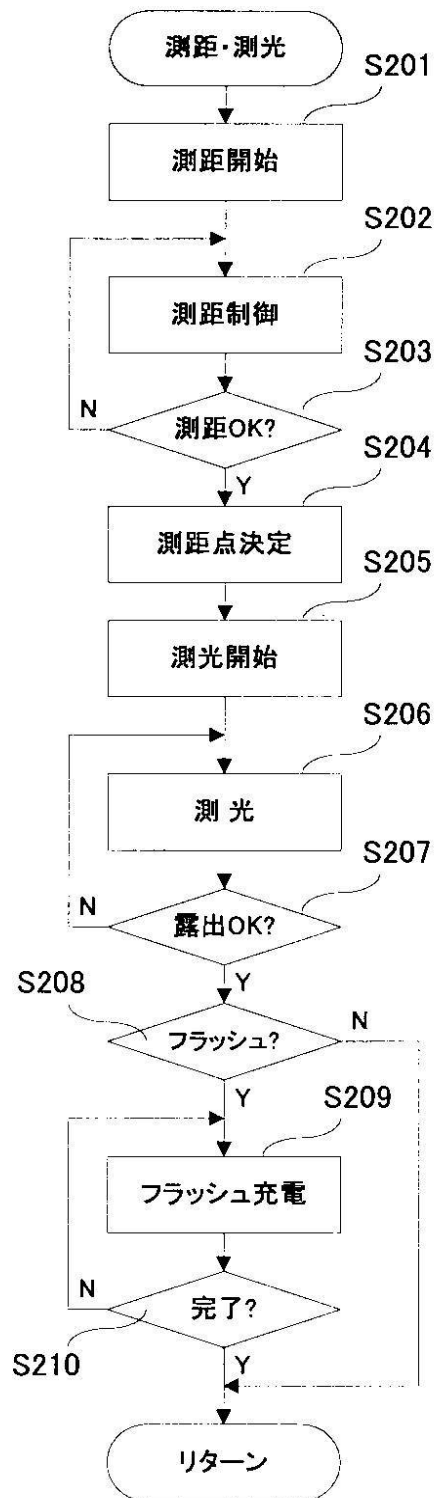 測距・測光
S201
測距開始
S202
測距制御
S203
N
測距OK?
Y
S204
測距点決定
S205
測光開始
S206
測 光
S207
N
露出OK?
Y
S208
フラッシュ?
N
Y
S209
フラッシュ充電
N
完了?
S210
Y
リターン